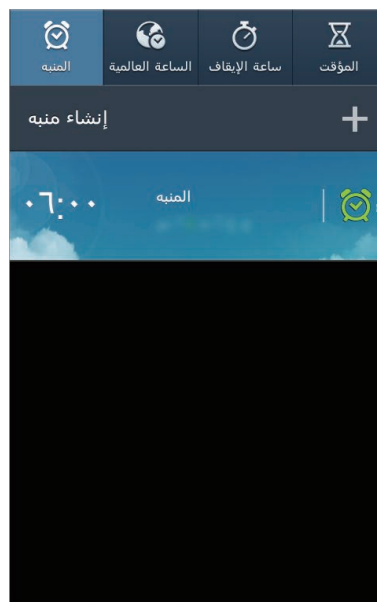 المنبه
الساعة العالمية
ساعة الإيقاف
المؤقت
إنشاء منبه
المنبه
٠٦:٠٠